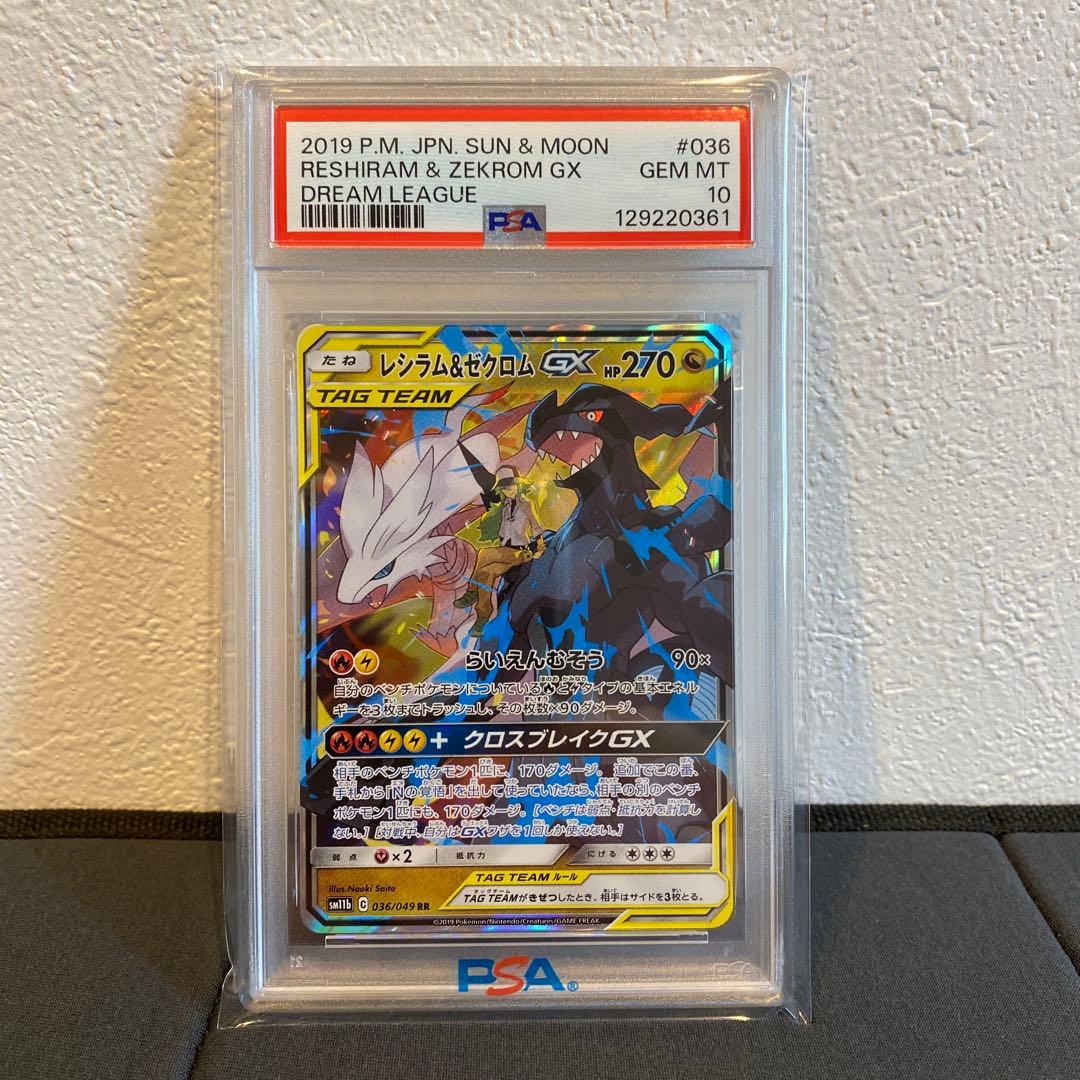 2019 P.M. JPN. SUN & MOON #036
RESHIRAM & ZEKROM GX GEM MT
DREAM LEAGUE 10
PSA 129220361
たね レシラム&ゼクロムGX HP270
TAG TEAM
らいえんむそう 90×
自分のベンチポケモンについている とタイプの基本エネル
ギーを3枚までトラッシュし、その枚数×90ダメージ。
+ クロスブレイクGX
相手のベンチポケモン1匹に、170ダメージ。追加でこの番、
手札から「Nの覚悟」を出して使っていたなら、相手の別のベンチ
ポケモン1匹にも、170ダメージ。[ベンチは弱点・抵抗力を計算し
ない。] [対戦中、自分はGXワザを1回しか使えない。]
弱点 ×2 抵抗力 にげる
TAG TEAM ルール
Illus.Naoki Saito
TAG TEAMがきぜつしたとき、相手はサイドを3枚とる。
sm11b C 036/049 RR
©2019 Pokémon/Nintendo/Creatures/GAME FREAK.
PSA®